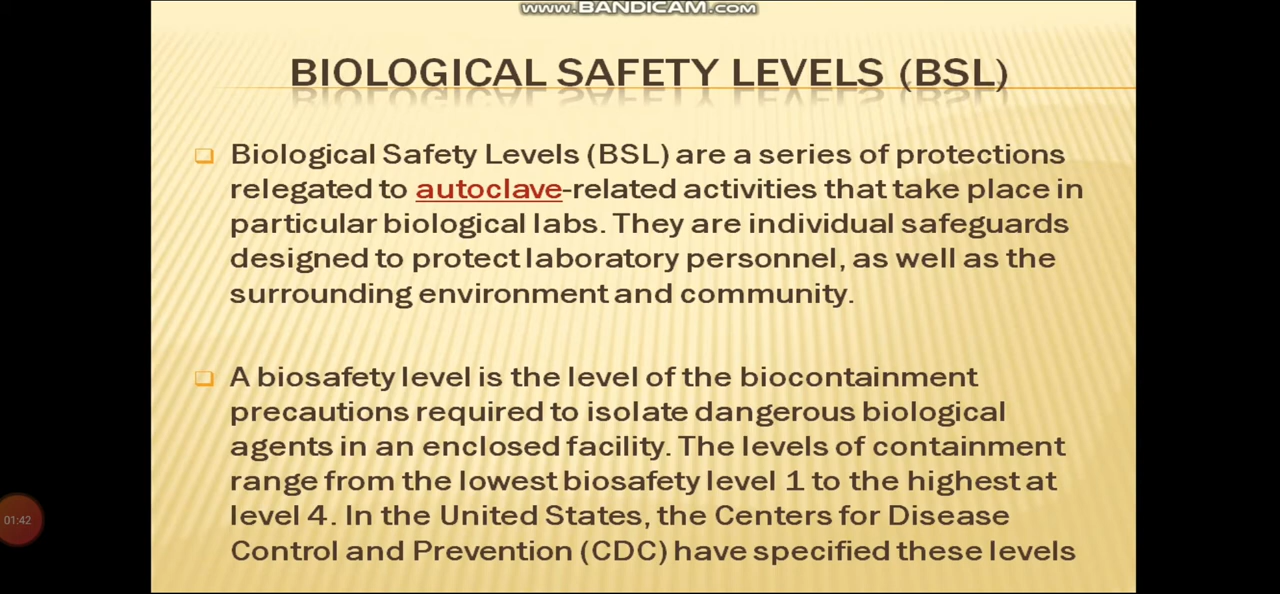 www.BANDICAM.com
BIOLOGICAL SAFETY LEVELS (BSL)
Biological Safety Levels (BSL) are a series of protections
relegated to autoclave-related activities that take place in
particular biological labs. They are individual safeguards
designed to protect laboratory personnel, as well as the
surrounding environment and community.
A biosafety level is the level of the biocontainment
precautions required to isolate dangerous biological
agents in an enclosed facility. The levels of containment
range from the lowest biosafety level 1 to the highest at
level 4. In the United States, the Centers for Disease
Control and Prevention (CDC) have specified these levels
01:42